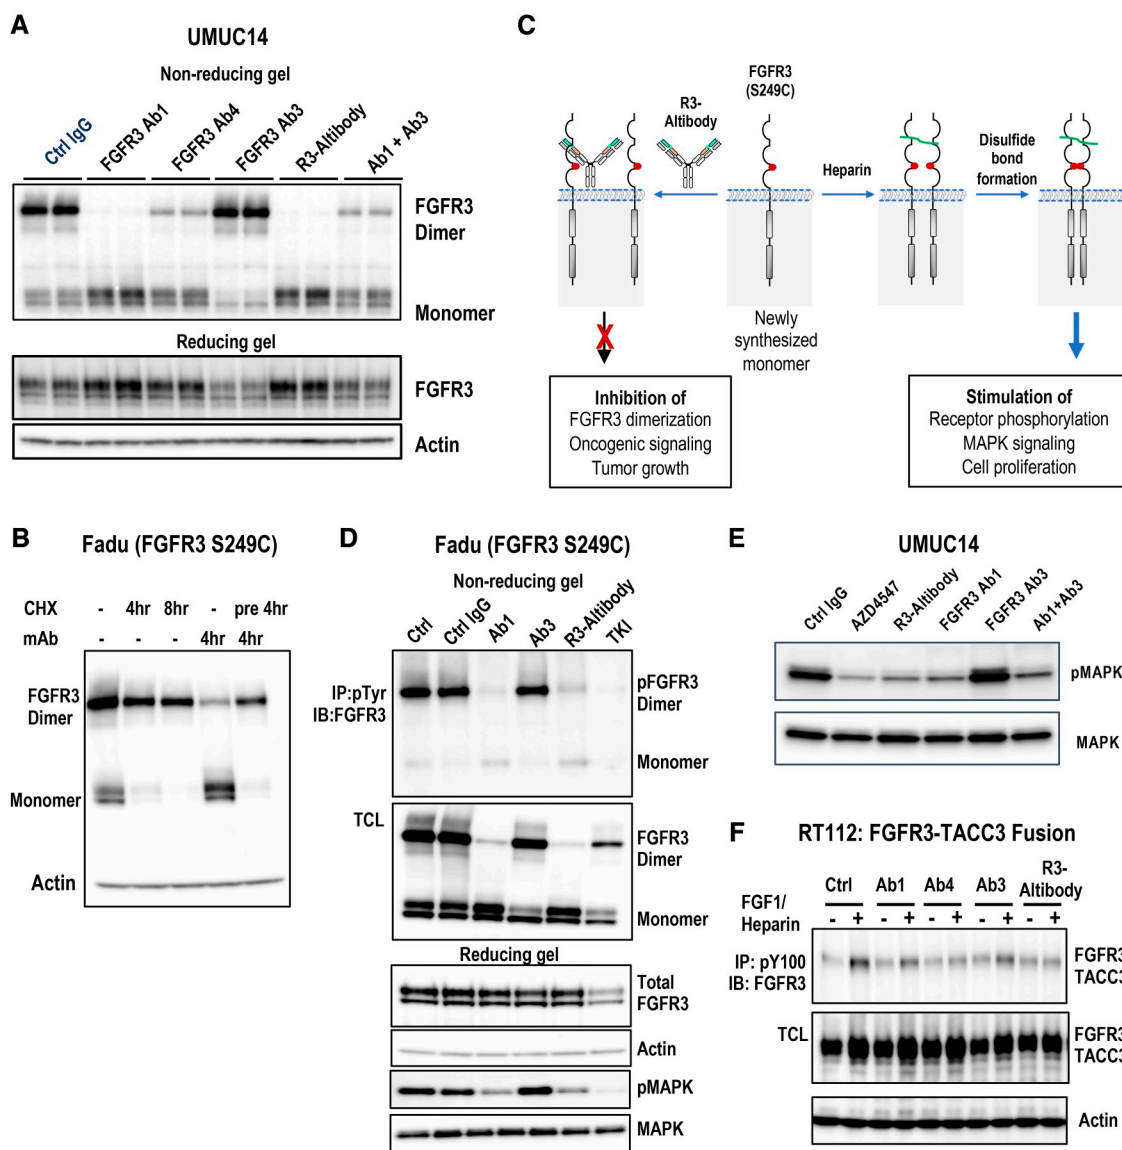 A
UMUC14
Non-reducing gel
Ctrl IgG
FGFR3 Ab1
FGFR3 Ab4
FGFR3 Ab3
R3-Altibody
Ab1 + Ab3
FGFR3
Dimer
Monomer
Reducing gel
FGFR3
Actin
C
R3-
Altibody
FGFR3
(S249C)
Heparin
Disulfide
bond
formation
Newly
synthesized
monomer
X
Inhibition of
FGFR3 dimerization
Oncogenic signaling
Tumor growth
Stimulation of
Receptor phosphorylation
MAPK signaling
Cell proliferation
B
Fadu (FGFR3 S249C)
CHX - 4hr 8hr - pre 4hr
mAb - - - 4hr 4hr
FGFR3
Dimer
Monomer
Actin
D
Fadu (FGFR3 S249C)
Non-reducing gel
Ctrl
Ctrl IgG
Ab1
Ab3
R3-Altibody
TKI
IP:pTyr
IB:FGFR3
pFGFR3
Dimer
Monomer
TCL
FGFR3
Dimer
Monomer
Reducing gel
Total
FGFR3
Actin
pMAPK
MAPK
E
UMUC14
Ctrl IgG
AZD4547
R3-Altibody
FGFR3 Ab1
FGFR3 Ab3
Ab1+Ab3
pMAPK
MAPK
F
RT112: FGFR3-TACC3 Fusion
Ctrl Ab1 Ab4 Ab3 R3-
Altibody
FGF1/
Heparin
- + - + - + - + - +
IP: pY100
IB: FGFR3
FGFR3
TACC3
TCL
FGFR3
TACC3
Actin